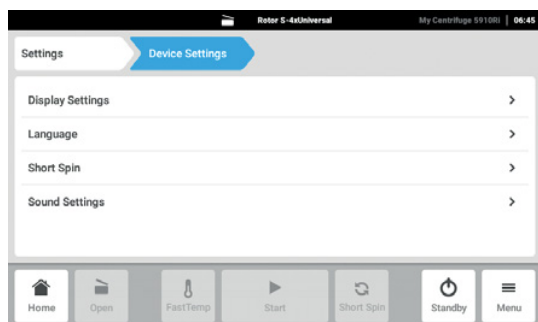 Rotor S-4xUniversal My Centrifuge 5910Ri 06:45
Settings Device Settings
Display Settings
Language
Short Spin
Sound Settings
Home Open FastTemp Start Short Spin Standby Menu